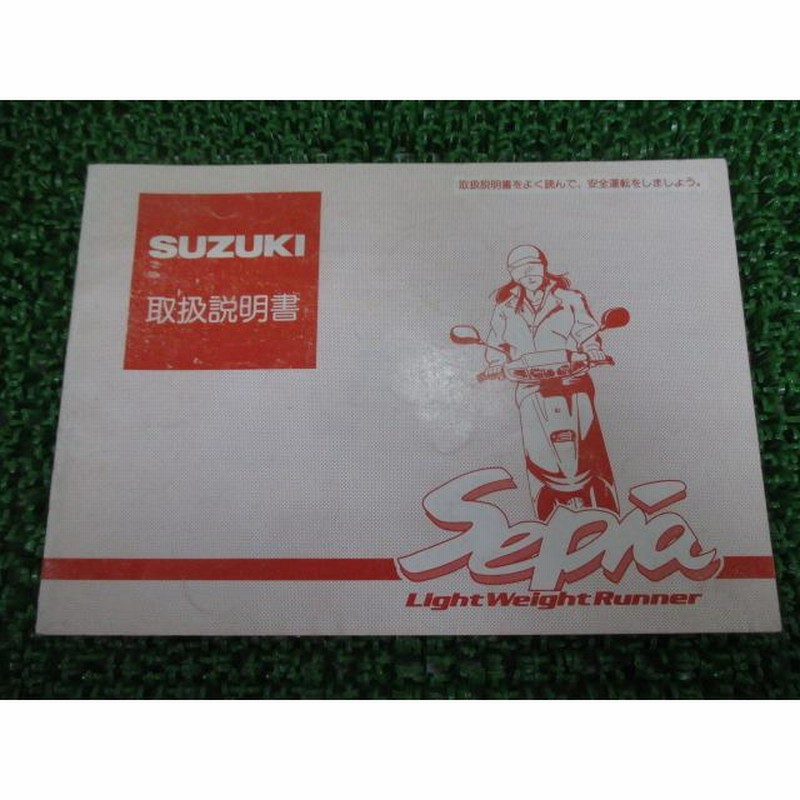 取扱説明書をよく読んで、安全運転をしましょう。
SUZUKI
取扱説明書
Sepia
Light Weight Runner